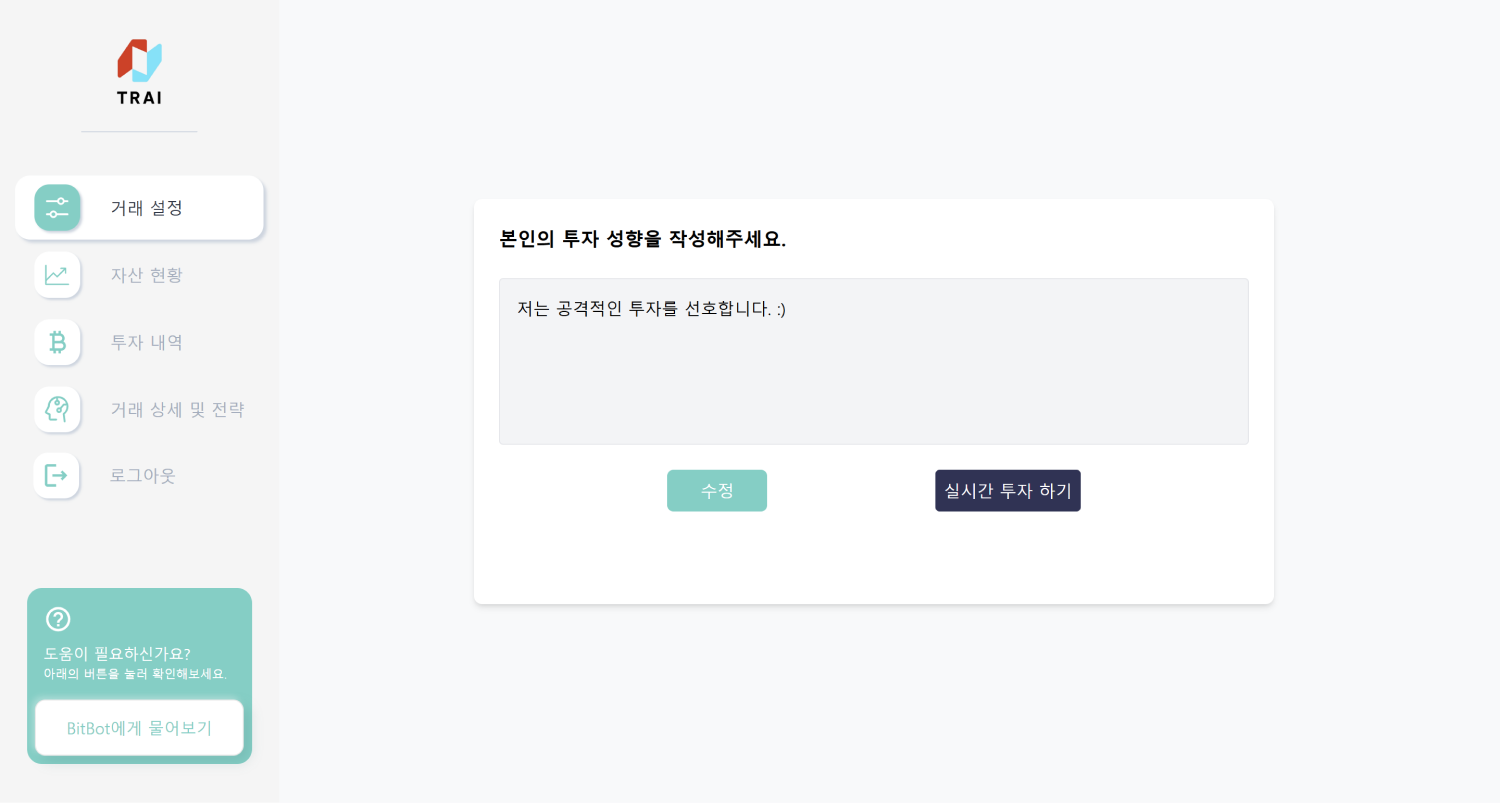 TRAI
거래 설정
자산 현황
투자 내역
거래 상세 및 전략
로그아웃
도움이 필요하신가요?
아래의 버튼을 눌러 확인해보세요.
BitBot에게 물어보기
본인의 투자 성향을 작성해주세요.
저는 공격적인 투자를 선호합니다. :)
수정
실시간 투자 하기